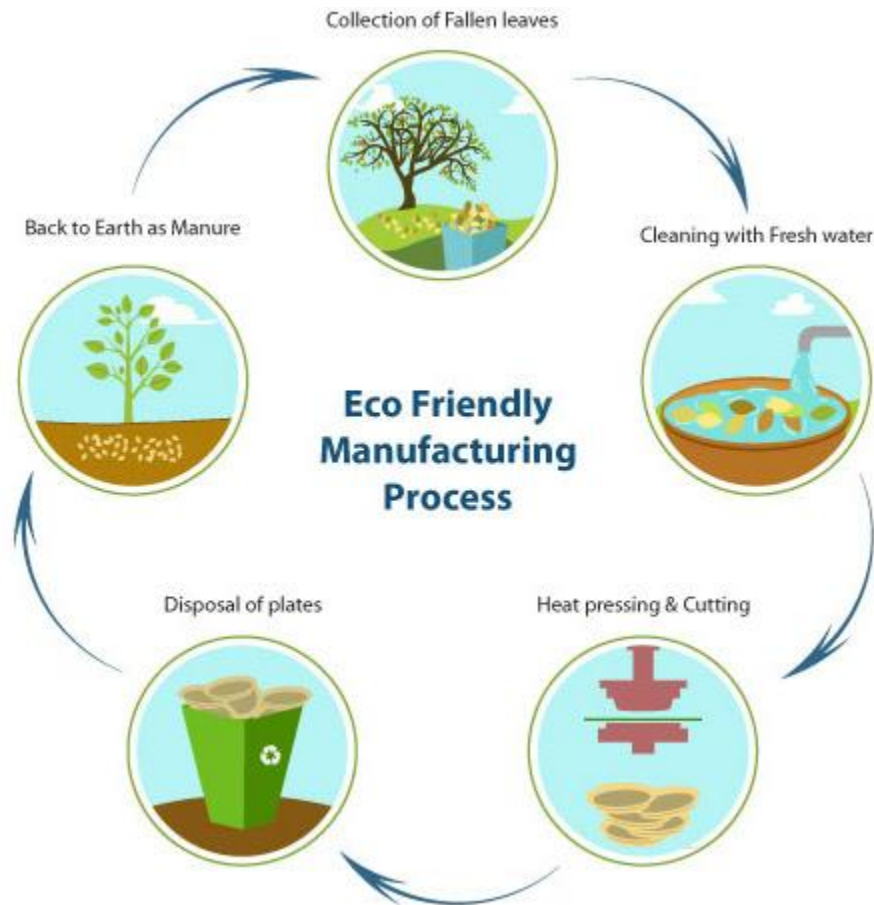 Collection of Fallen leaves
Back to Earth as Manure
Cleaning with Fresh water
Eco Friendly
Manufacturing
Process
Disposal of plates
Heat pressing & Cutting